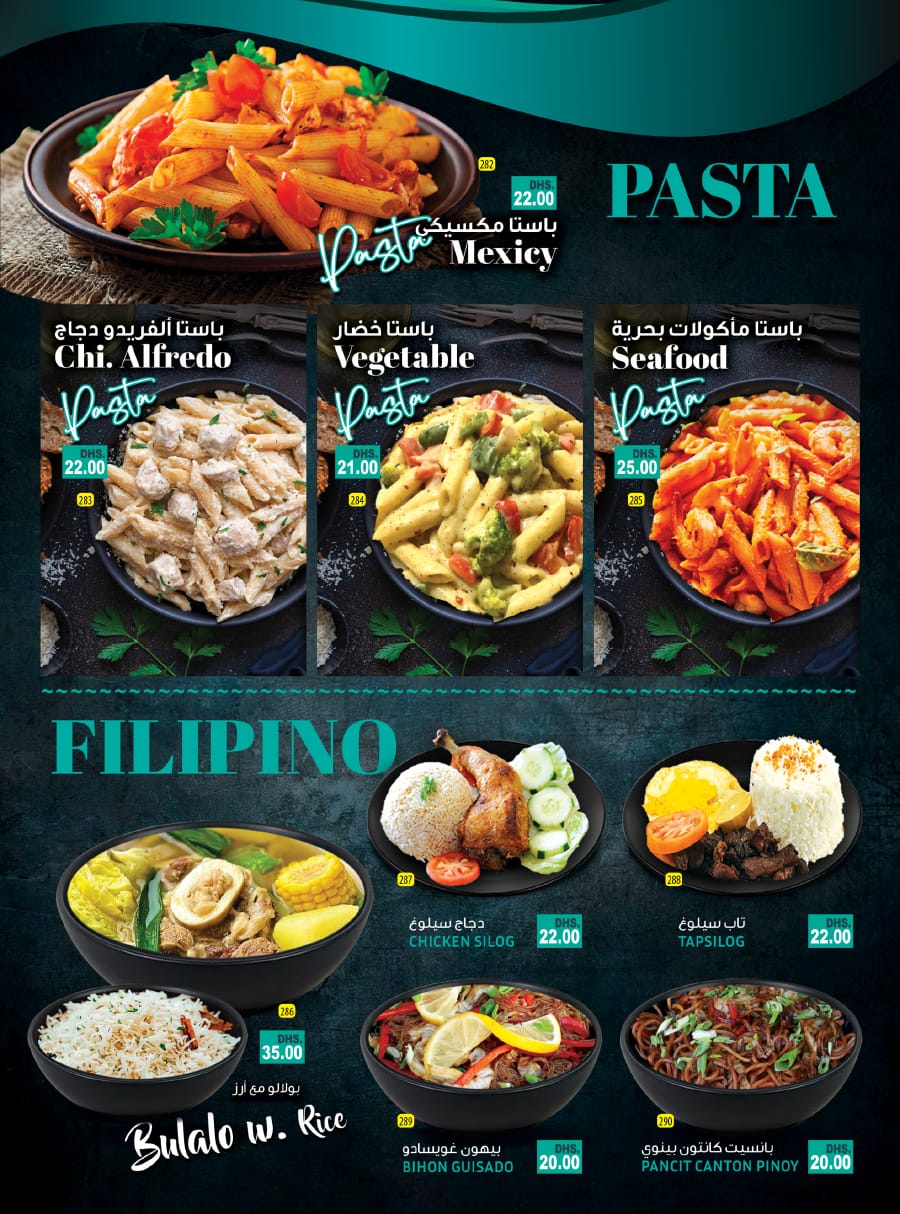 PASTA
282
DHS.
22.00
باستا مكسيكي
Pasta Mexicy
باستا ألفريدو دجاج
Chi. Alfredo
Pasta
DHS.
22.00
283
باستا خضار
Vegetable
Pasta
DHS.
21.00
284
باستا مأكولات بحرية
Seafood
Pasta
DHS.
25.00
285
FILIPINO
286
DHS.
35.00
بولالو مع أرز
Bulalo w. Rice
287
دجاج سيلوغ
CHICKEN SILOG
DHS.
22.00
288
تاب سيلوغ
TAPSILOG
DHS.
22.00
289
بيهون غويسادو
BIHON GUISADO
DHS.
20.00
290
بانسيت كانتون بينوي
PANCIT CANTON PINOY
DHS.
20.00